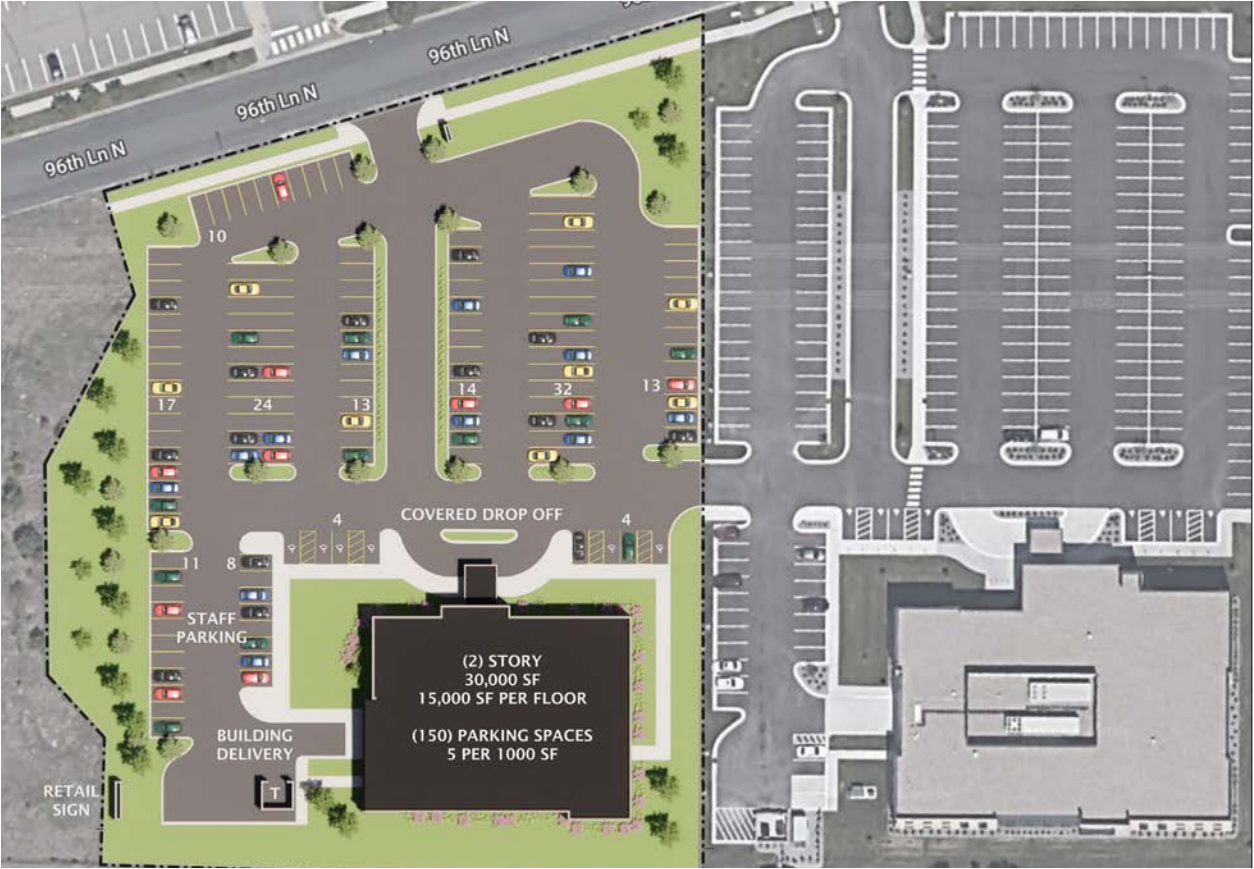 96th Ln N
96th Ln N
96th Ln N
10
17
24
13
14
32
13
4
COVERED DROP OFF
4
11
8
STAFF
PARKING
(2) STORY
30,000 SF
15,000 SF PER FLOOR
(150) PARKING SPACES
5 PER 1000 SF
BUILDING
DELIVERY
RETAIL
SIGN
T